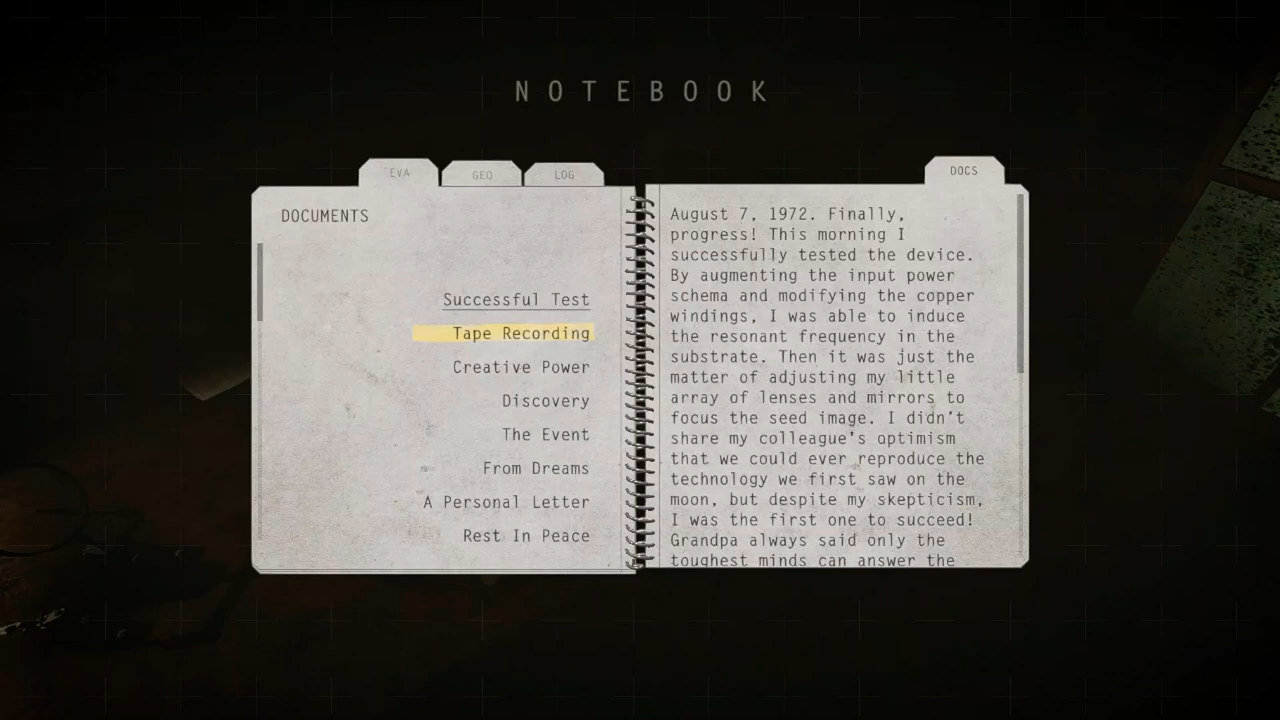 NOTEBOOK
EVA
GEO
LOG
DOCS
DOCUMENTS
Successful Test
Tape Recording
Creative Power
Discovery
The Event
From Dreams
A Personal Letter
Rest In Peace
August 7, 1972. Finally,
progress! This morning I
successfully tested the device.
By augmenting the input power
schema and modifying the copper
windings, I was able to induce
the resonant frequency in the
substrate. Then it was just the
matter of adjusting my little
array of lenses and mirrors to
focus the seed image. I didn't
share my colleague's optimism
that we could ever reproduce the
technology we first saw on the
moon, but despite my skepticism,
I was the first one to succeed!
Grandpa always said only the
toughest minds can answer the